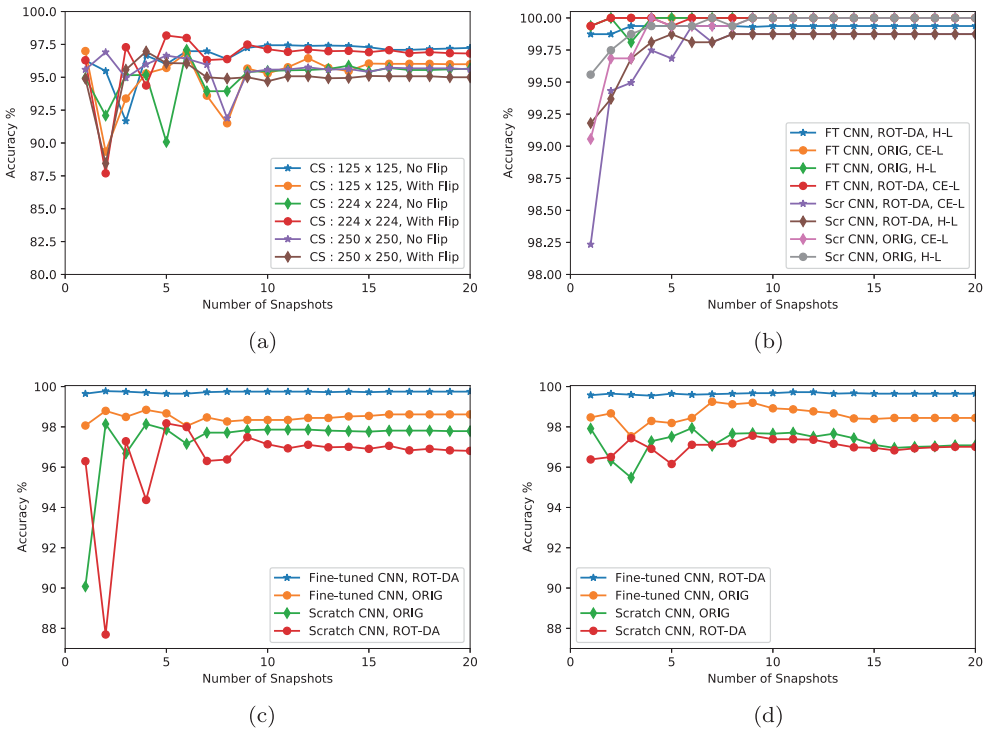 100.0
97.5
95.0
92.5
90.0
87.5
85.0
82.5
80.0
Accuracy %
0
5
10
15
20
Number of Snapshots
CS : 125 x 125, No Flip
CS : 125 x 125, With Flip
CS : 224 x 224, No Flip
CS : 224 x 224, With Flip
CS : 250 x 250, No Flip
CS : 250 x 250, With Flip
(a)
100.00
99.75
99.50
99.25
99.00
98.75
98.50
98.25
98.00
Accuracy %
0
5
10
15
20
Number of Snapshots
FT CNN, ROT-DA, H-L
FT CNN, ORIG, CE-L
FT CNN, ORIG, H-L
FT CNN, ROT-DA, CE-L
Scr CNN, ROT-DA, CE-L
Scr CNN, ROT-DA, H-L
Scr CNN, ORIG, CE-L
Scr CNN, ORIG, H-L
(b)
100
98
96
94
92
90
88
Accuracy %
0
5
10
15
20
Number of Snapshots
Fine-tuned CNN, ROT-DA
Fine-tuned CNN, ORIG
Scratch CNN, ORIG
Scratch CNN, ROT-DA
(c)
100
98
96
94
92
90
88
Accuracy %
0
5
10
15
20
Number of Snapshots
Fine-tuned CNN, ROT-DA
Fine-tuned CNN, ORIG
Scratch CNN, ORIG
Scratch CNN, ROT-DA
(d)